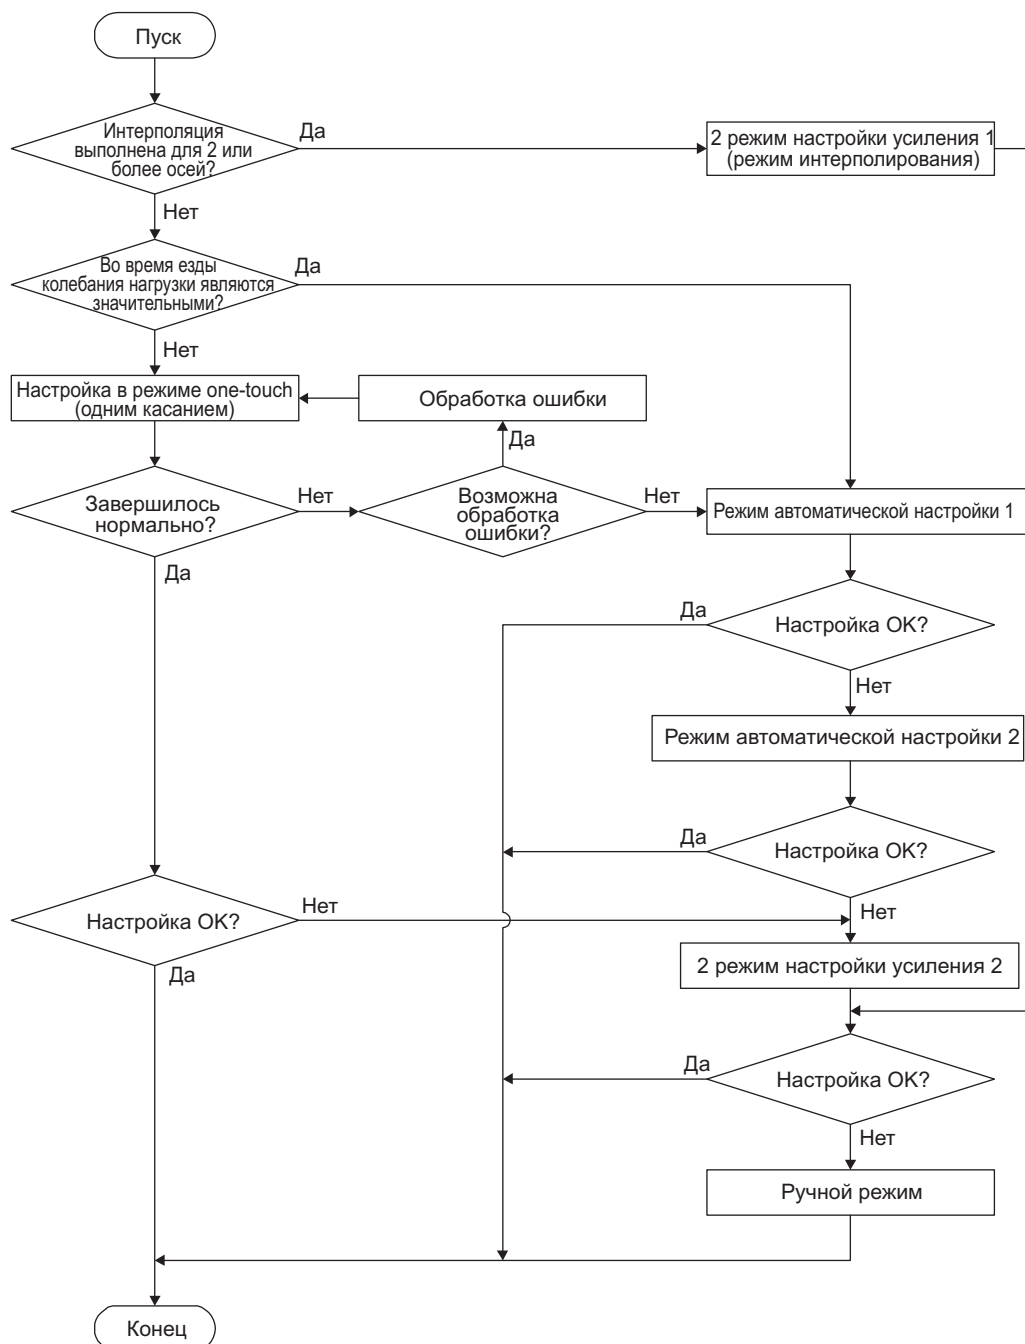 Пуск
Интерполяция
выполнена для 2 или
более осей?
Да
2 режим настройки усиления 1
(режим интерполирования)
Нет
Во время езды
колебания нагрузки являются
значительными?
Да
Нет
Настройка в режиме one-touch
(одним касанием)
Обработка ошибки
Да
Завершилось
нормально?
Нет
Возможна
обработка
ошибки?
Нет
Режим автоматической настройки 1
Да
Да
Настройка OK?
Нет
Режим автоматической настройки 2
Да
Настройка OK?
Нет
Настройка OK?
Нет
Да
2 режим настройки усиления 2
Да
Настройка OK?
Нет
Ручной режим
Конец